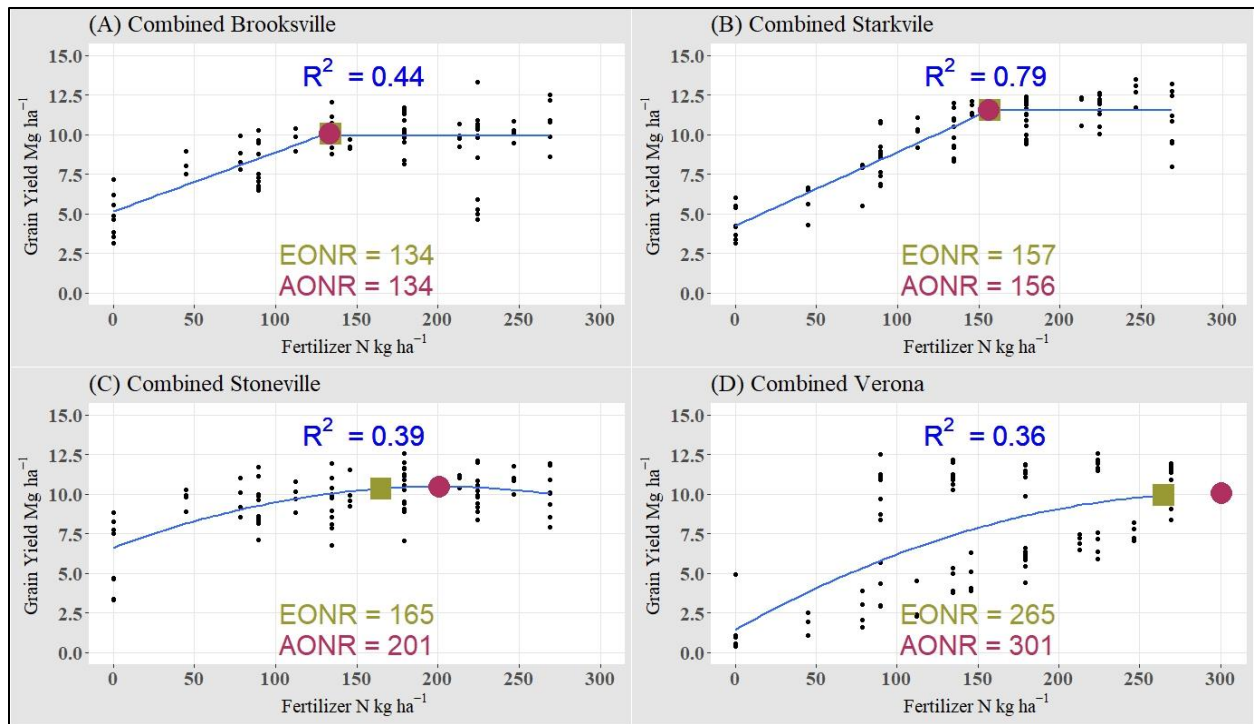 (A) Combined Brooksville
R² = 0.44
15.0
12.5
10.0
7.5
5.0
2.5
0.0
Grain Yield Mg ha⁻¹
EONR = 134
AONR = 134
0 50 100 150 200 250 300
Fertilizer N kg ha⁻¹
(B) Combined Starkvile
R² = 0.79
15.0
12.5
10.0
7.5
5.0
2.5
0.0
Grain Yield Mg ha⁻¹
EONR = 157
AONR = 156
0 50 100 150 200 250 300
Fertilizer N kg ha⁻¹
(C) Combined Stoneville
R² = 0.39
15.0
12.5
10.0
7.5
5.0
2.5
0.0
Grain Yield Mg ha⁻¹
EONR = 165
AONR = 201
0 50 100 150 200 250 300
Fertilizer N kg ha⁻¹
(D) Combined Verona
R² = 0.36
15.0
12.5
10.0
7.5
5.0
2.5
0.0
Grain Yield Mg ha⁻¹
EONR = 265
AONR = 301
0 50 100 150 200 250 300
Fertilizer N kg ha⁻¹